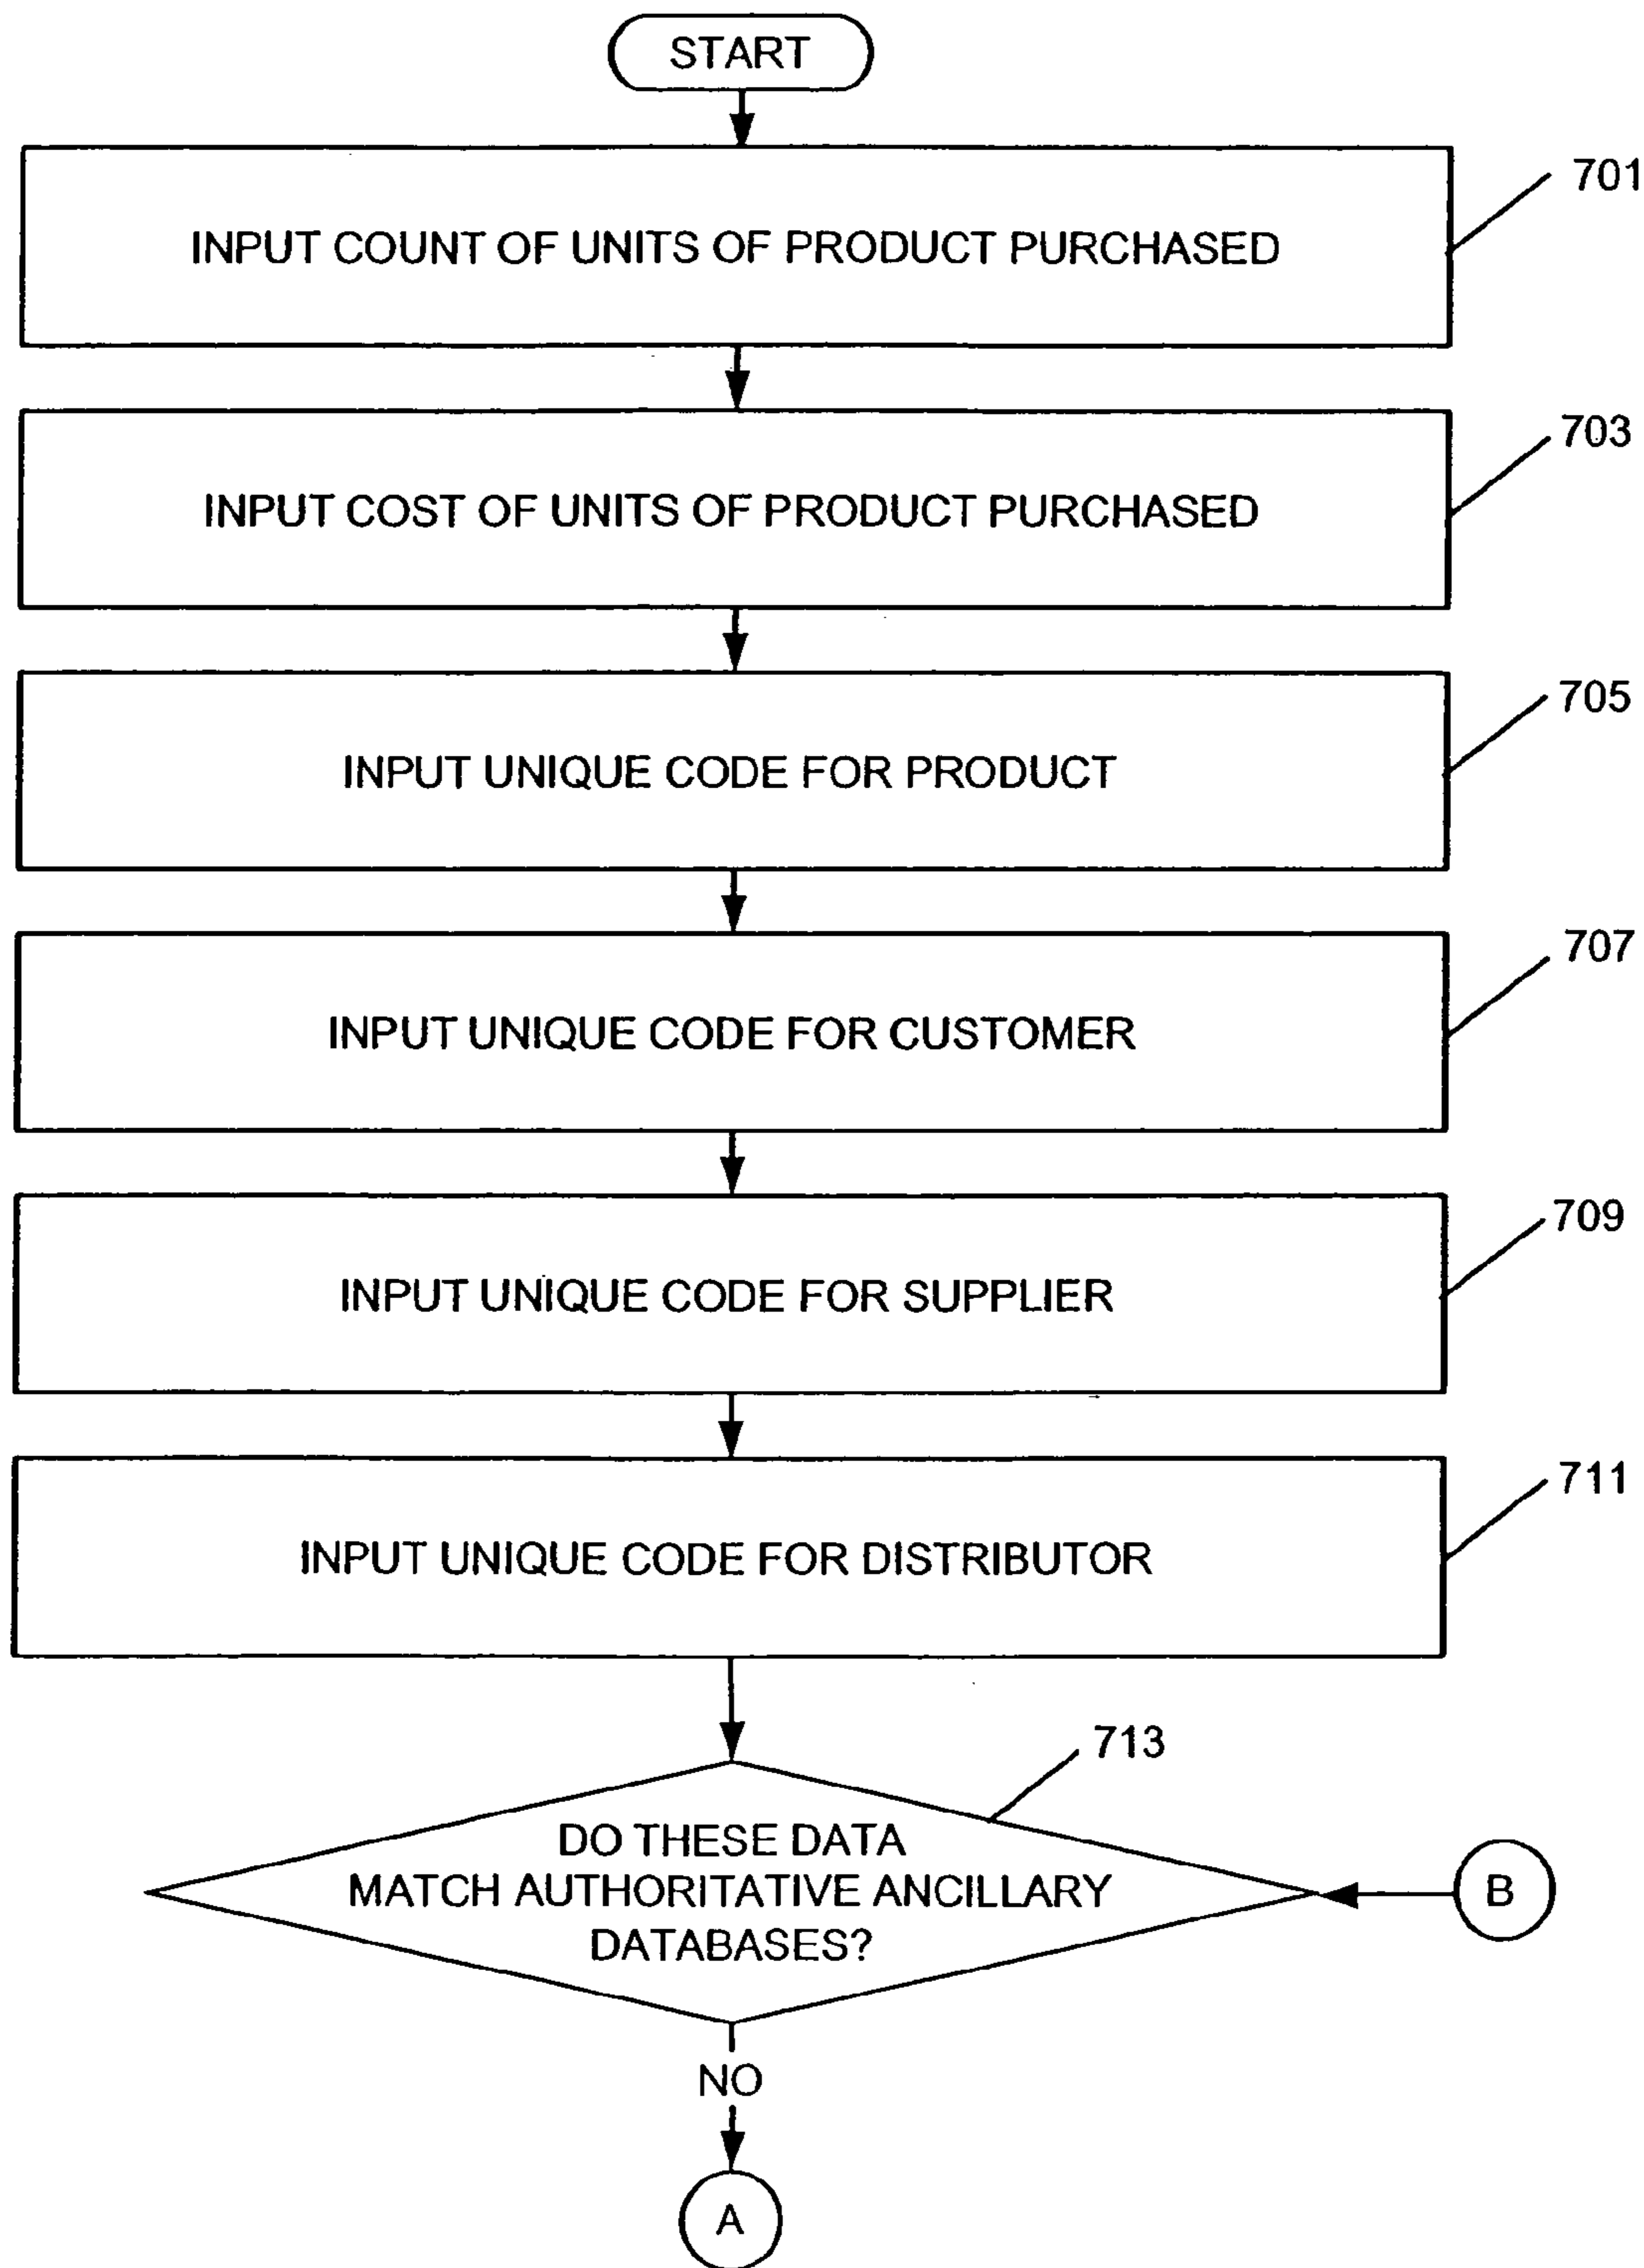 START
701
INPUT COUNT OF UNITS OF PRODUCT PURCHASED
703
INPUT COST OF UNITS OF PRODUCT PURCHASED
705
INPUT UNIQUE CODE FOR PRODUCT
707
INPUT UNIQUE CODE FOR CUSTOMER
709
INPUT UNIQUE CODE FOR SUPPLIER
711
INPUT UNIQUE CODE FOR DISTRIBUTOR
713
DO THESE DATA
MATCH AUTHORITATIVE ANCILLARY
DATABASES?
B
NO
A